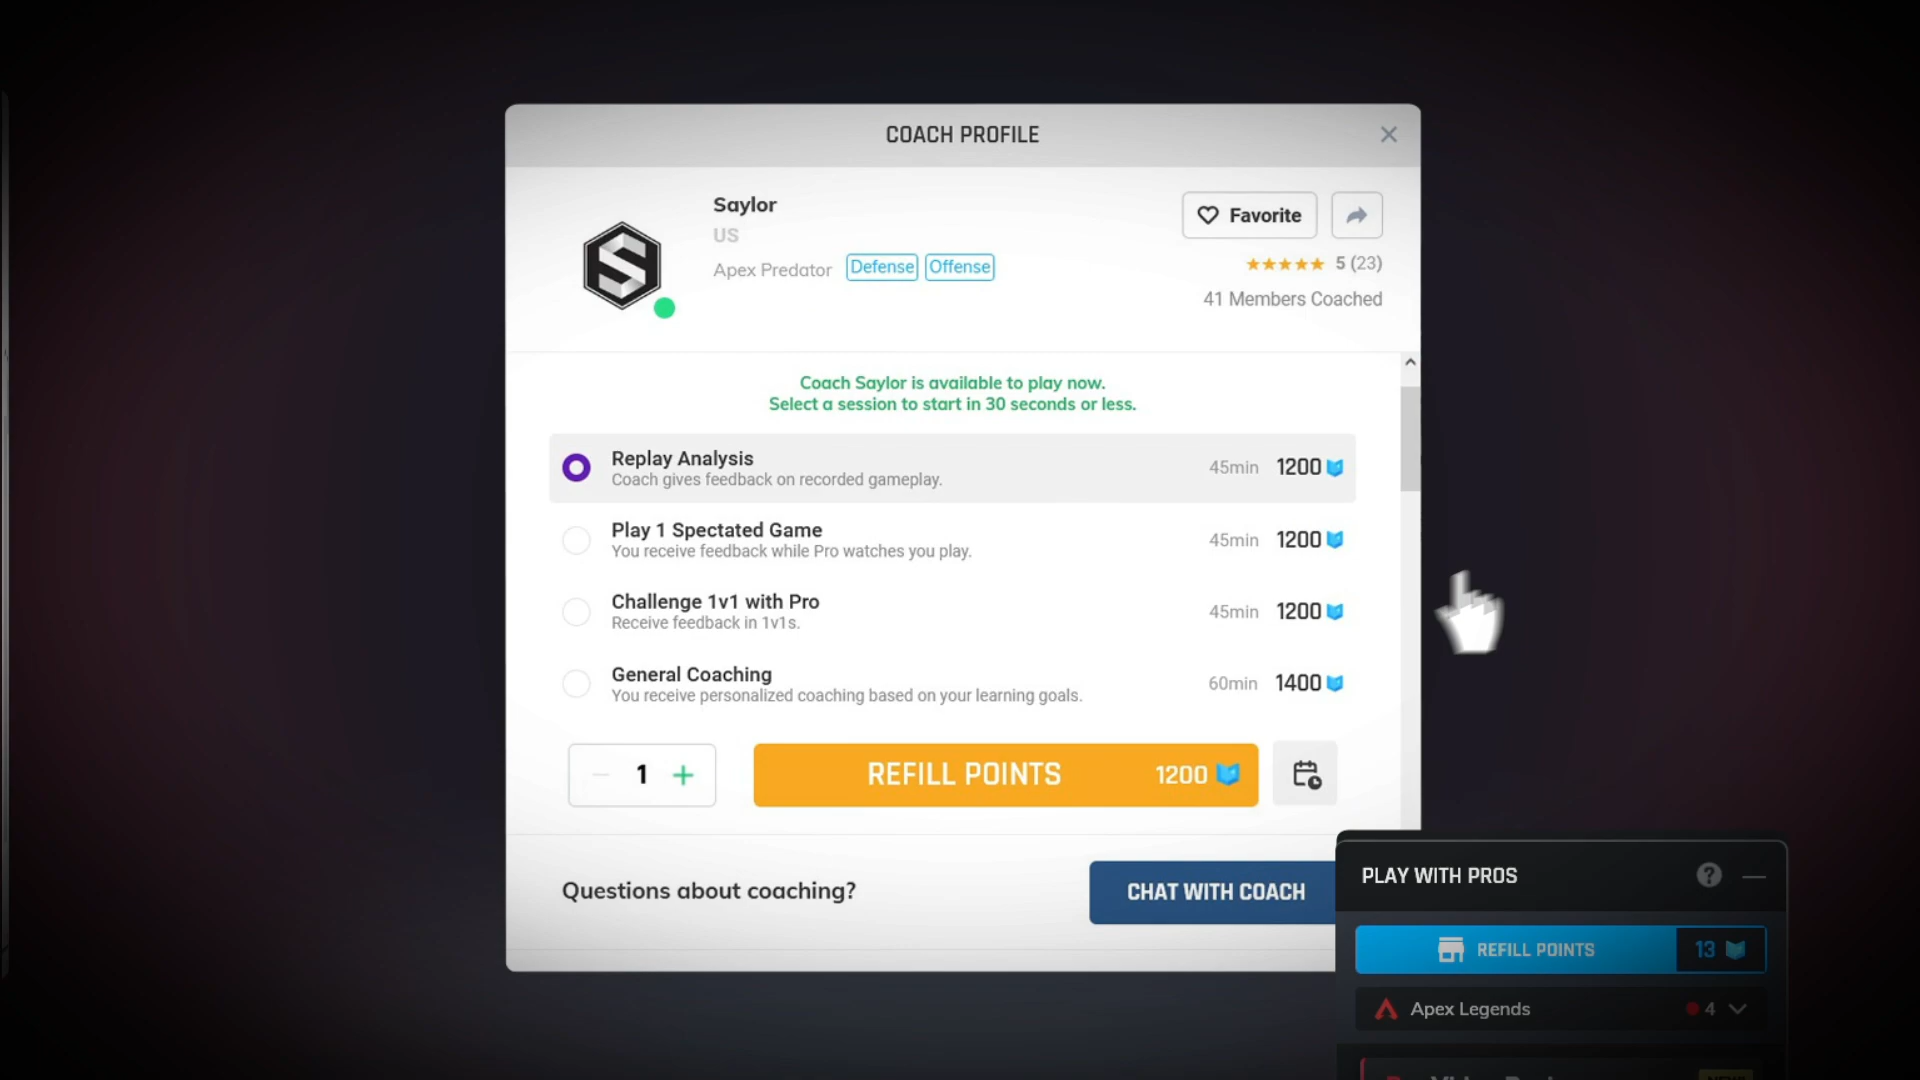 COACH PROFILE
Saylor
US
Apex Predator Defense Offense
Favorite
5 (23)
41 Members Coached
Coach Saylor is available to play now.
Select a session to start in 30 seconds or less.
Replay Analysis
Coach gives feedback on recorded gameplay.
45min 1200
Play 1 Spectated Game
You receive feedback while Pro watches you play.
45min 1200
Challenge 1v1 with Pro
Receive feedback in 1v1s.
45min 1200
General Coaching
You receive personalized coaching based on your learning goals.
60min 1400
1
REFILL POINTS 1200
Questions about coaching?
CHAT WITH COACH
PLAY WITH PROS
REFILL POINTS 13
Apex Legends 4